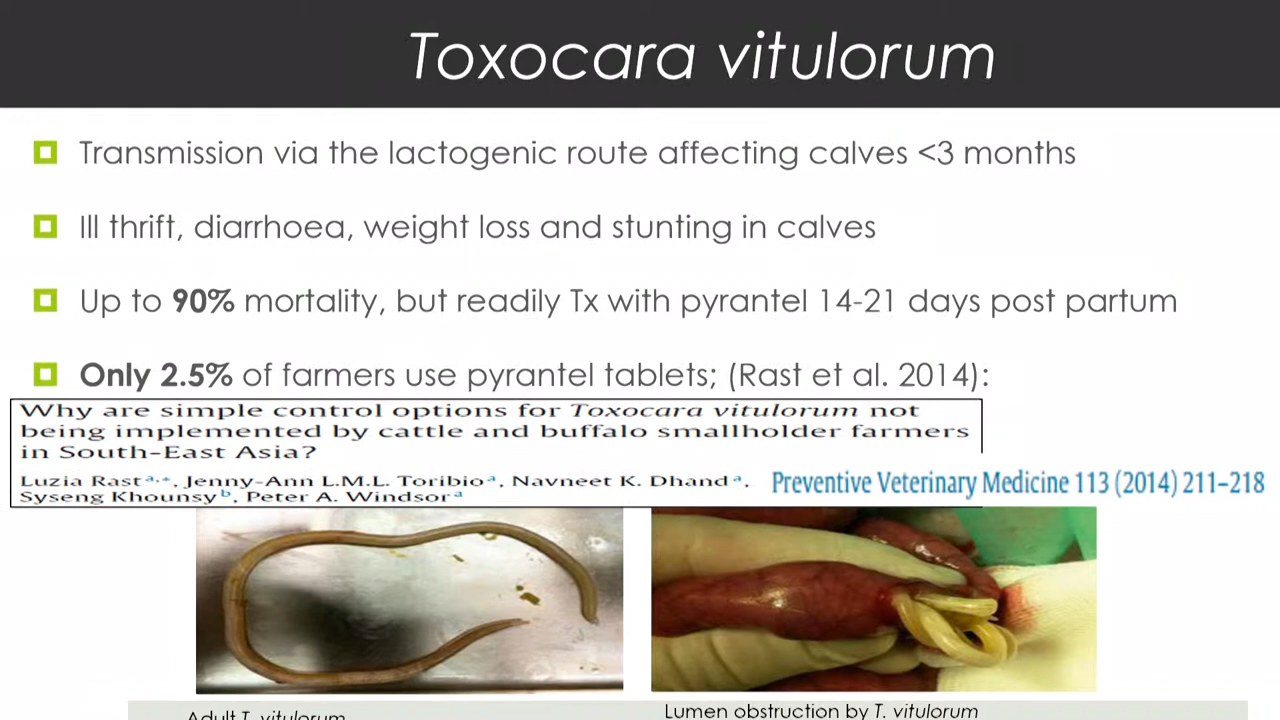 Toxocara vitulorum
Transmission via the lactogenic route affecting calves <3 months
Ill thrift, diarrhoea, weight loss and stunting in calves
Up to 90% mortality, but readily Tx with pyrantel 14-21 days post partum
Only 2.5% of farmers use pyrantel tablets; (Rast et al. 2014):
Why are simple control options for Toxocara vitulorum not
being implemented by cattle and buffalo smallholder farmers
in South-East Asia?
Luzia Rast a,*, Jenny-Ann L.M.L. Toribio a, Navneet K. Dhand a,
Syseng Khounsy b, Peter A. Windsor a
Preventive Veterinary Medicine 113 (2014) 211–218
Adult T. vitulorum
Lumen obstruction by T. vitulorum